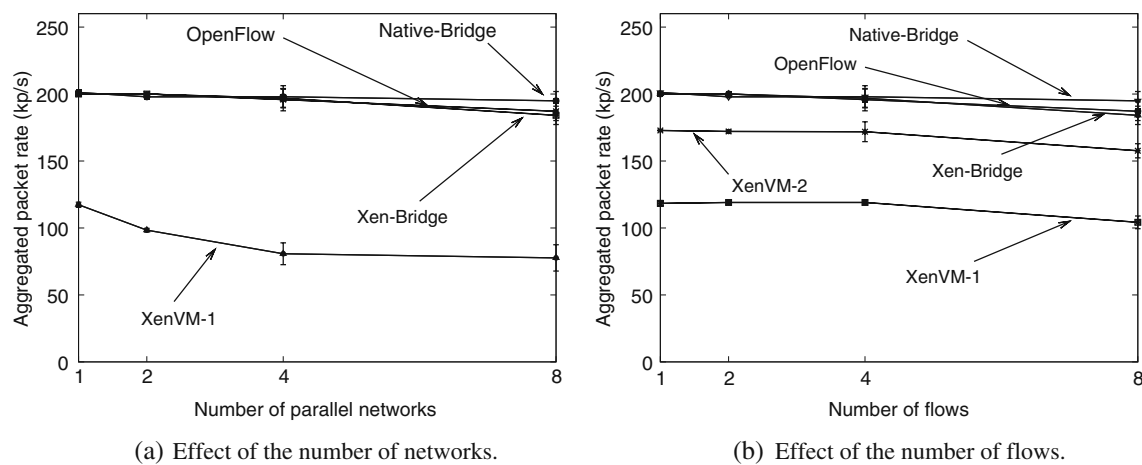 Aggregated packet rate (kp/s)
260
200
150
100
50
0
1
2
4
8
OpenFlow
Native-Bridge
Xen-Bridge
XenVM-1
Number of parallel networks
(a) Effect of the number of networks.
Aggregated packet rate (kp/s)
260
200
150
100
50
0
1
2
4
8
Native-Bridge
OpenFlow
XenVM-2
Xen-Bridge
XenVM-1
Number of flows
(b) Effect of the number of flows.